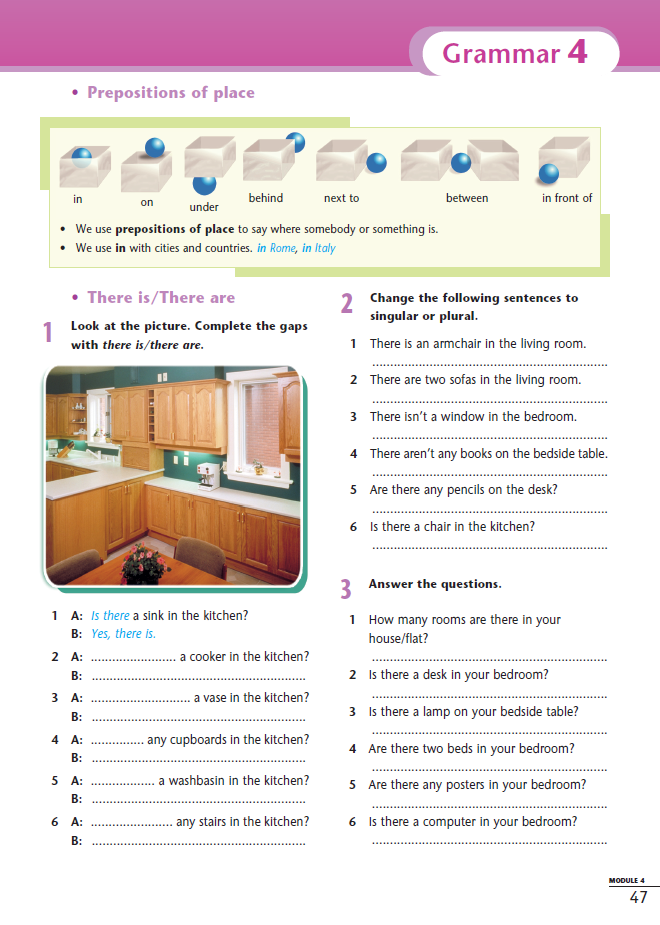 Grammar 4
• Prepositions of place
in
on
under
behind
next to
between
in front of
• We use prepositions of place to say where somebody or something is.
• We use in with cities and countries. in Rome, in Italy
• There is/There are
1 Look at the picture. Complete the gaps
with there is/there are.
1 A: Is there a sink in the kitchen?
B: Yes, there is.
2 A: ........................ a cooker in the kitchen?
B: ............................................................
3 A: ............................ a vase in the kitchen?
B: ............................................................
4 A: ............... any cupboards in the kitchen?
B: ............................................................
5 A: .................. a washbasin in the kitchen?
B: ............................................................
6 A: ....................... any stairs in the kitchen?
B: ............................................................
2 Change the following sentences to
singular or plural.
1 There is an armchair in the living room.
..................................................................
2 There are two sofas in the living room.
..................................................................
3 There isn't a window in the bedroom.
..................................................................
4 There aren't any books on the bedside table.
..................................................................
5 Are there any pencils on the desk?
..................................................................
6 Is there a chair in the kitchen?
..................................................................
3 Answer the questions.
1 How many rooms are there in your
house/flat?
..................................................................
2 Is there a desk in your bedroom?
..................................................................
3 Is there a lamp on your bedside table?
..................................................................
4 Are there two beds in your bedroom?
..................................................................
5 Are there any posters in your bedroom?
..................................................................
6 Is there a computer in your bedroom?
..................................................................
MODULE 4
47